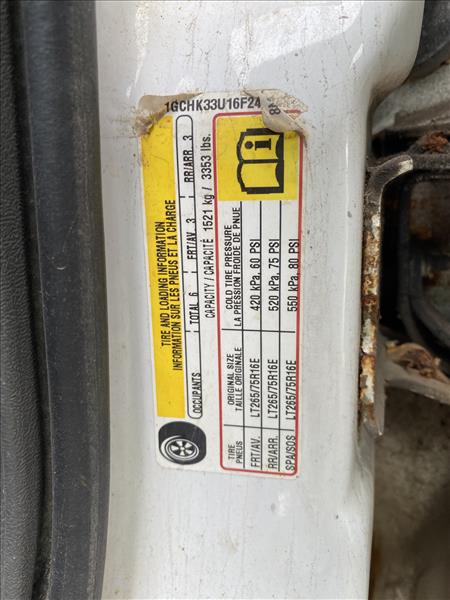 1GCHK33U16F24
TIRE AND LOADING INFORMATION
INFORMATION SUR LES PNEUS ET LA CHARGE
OCCUPANTS TOTAL 6 FRT/AV 3 RR/ARR 3
CAPACITY/CAPACITÉ 1521 kg / 3353 lbs.
TIRE PNEUS ORIGINAL SIZE TAILLE ORIGINALE COLD TIRE PRESSURE LA PRESSION FROIDE DE PNUE
FRT/AV. LT265/75R16E 420 kPa, 60 PSI
RR/ARR. LT265/75R16E 520 kPa, 75 PSI
SPA/SOS LT265/75R16E 550 kPa, 80 PSI